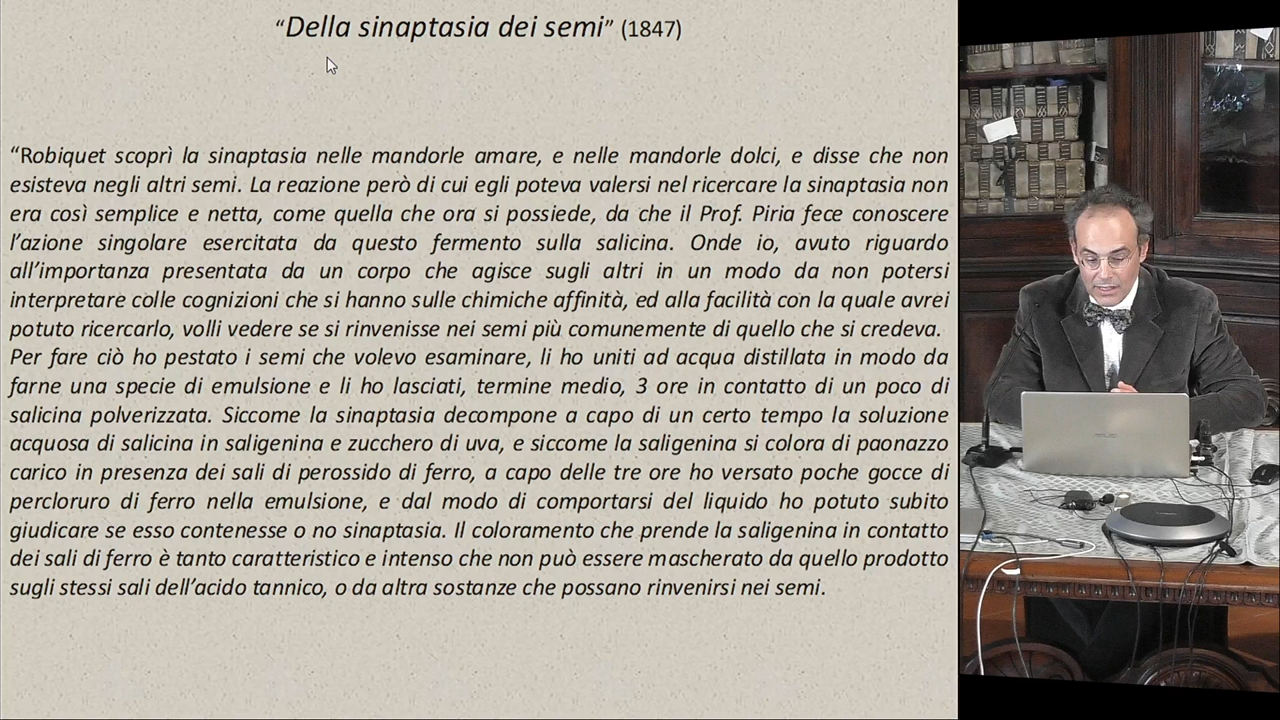 “Della sinaptasia dei semi” (1847)
“Robiquet scoprì la sinaptasia nelle mandorle amare, e nelle mandorle dolci, e disse che non
esisteva negli altri semi. La reazione però di cui egli poteva valersi nel ricercare la sinaptasia non
era così semplice e netta, come quella che ora si possiede, da che il Prof. Piria fece conoscere
l’azione singolare esercitata da questo fermento sulla salicina. Onde io, avuto riguardo
all’importanza presentata da un corpo che agisce sugli altri in un modo da non potersi
interpretare colle cognizioni che si hanno sulle chimiche affinità, ed alla facilità con la quale avrei
potuto ricercarlo, volli vedere se si rinvenisse nei semi più comunemente di quello che si credeva.
Per fare ciò ho pestato i semi che volevo esaminare, li ho uniti ad acqua distillata in modo da
farne una specie di emulsione e li ho lasciati, termine medio, 3 ore in contatto di un poco di
salicina polverizzata. Siccome la sinaptasia decompone a capo di un certo tempo la soluzione
acquosa di salicina in saligenina e zucchero di uva, e siccome la saligenina si colora di paonazzo
carico in presenza dei sali di perossido di ferro, a capo delle tre ore ho versato poche gocce di
percloruro di ferro nella emulsione, e dal modo di comportarsi del liquido ho potuto subito
giudicare se esso contenesse o no sinaptasia. Il coloramento che prende la saligenina in contatto
dei sali di ferro è tanto caratteristico e intenso che non può essere mascherato da quello prodotto
sugli stessi sali dell’acido tannico, o da altra sostanze che possano rinvenirsi nei semi.